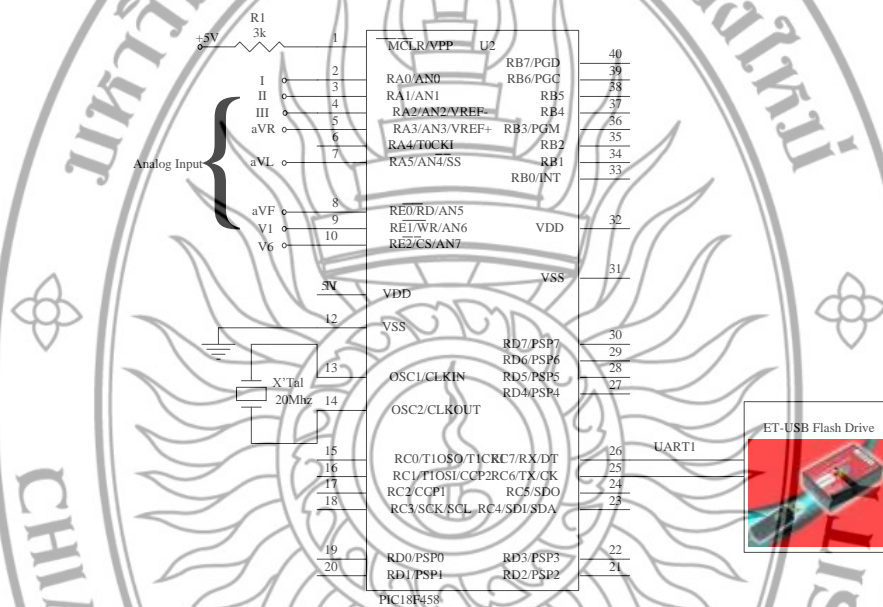 R1
3k
+5V
1
MCLR/VPP
U2
I
2
RA0/AN0
II
3
RA1/AN1
III
4
RA2/AN2/VREF-
aVR
5
RA3/AN3/VREF+
6
RA4/T0CKI
aVL
7
RA5/AN4/SS
Analog Input
aVF
8
RE0/RD/AN5
V1
9
RE1/WR/AN6
V6
10
RE2/CS/AN7
VDD
12
VSS
X'Tal
20Mhz
13
OSC1/CLKIN
14
OSC2/CLKOUT
15
RC0/T1OSO/T1CKI
16
RC1/T1OSI/CCP2
17
RC2/CCP1
18
RC3/SCK/SCL
19
RD0/PSP0
20
RD1/PSP1
RB7/PGD
40
RB6/PGC
39
RB5
38
RB4
37
RB3/PGM
36
RB2
35
RB1
34
RB0/INT
33
VDD
32
VSS
31
RD7/PSP7
30
RD6/PSP6
29
RD5/PSP5
28
RD4/PSP4
27
RC7/RX/DT
26
RC6/TX/CK
25
RC5/SDO
24
RC4/SDI/SDA
23
RD3/PSP3
22
RD2/PSP2
21
UART1
ET-USB Flash Drive
PIC18F458
CHI